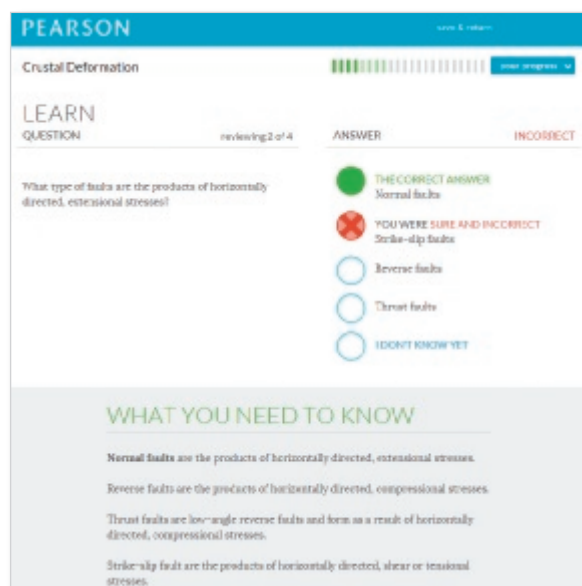 PEARSON
save & return
Crustal Deformation
your progress
LEARN
QUESTION
reviewing 2 of 4
ANSWER
INCORRECT
What type of faults are the products of horizontally
directed, extensional stresses?
THE CORRECT ANSWER
Normal faults
YOU WERE SURE AND INCORRECT
Strike-slip faults
Reverse faults
Thrust faults
I DON'T KNOW YET
WHAT YOU NEED TO KNOW
Normal faults are the products of horizontally directed, extensional stresses.
Reverse faults are the products of horizontally directed, compressional stresses.
Thrust faults are low-angle reverse faults and form as a result of horizontally
directed, compressional stresses.
Strike-slip fault are the products of horizontally directed, shear or tensional
stresses.